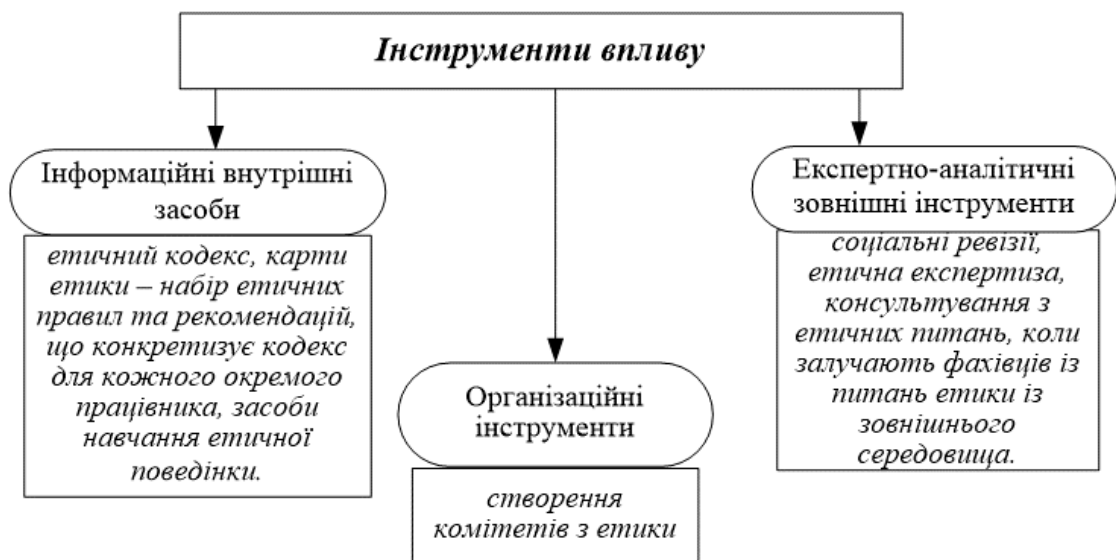 Інструменти впливу
Інформаційні внутрішні
засоби
етичний кодекс, карти
етики – набір етичних
правил та рекомендацій,
що конкретизує кодекс
для кожного окремого
працівника, засоби
навчання етичної
поведінки.
Організаційні
інструменти
створення
комітетів з етики
Експертно-аналітичні
зовнішні інструменти
соціальні ревізії,
етична експертиза,
консультування з
етичних питань, коли
залучають фахівців із
питань етики із
зовнішнього
середовища.